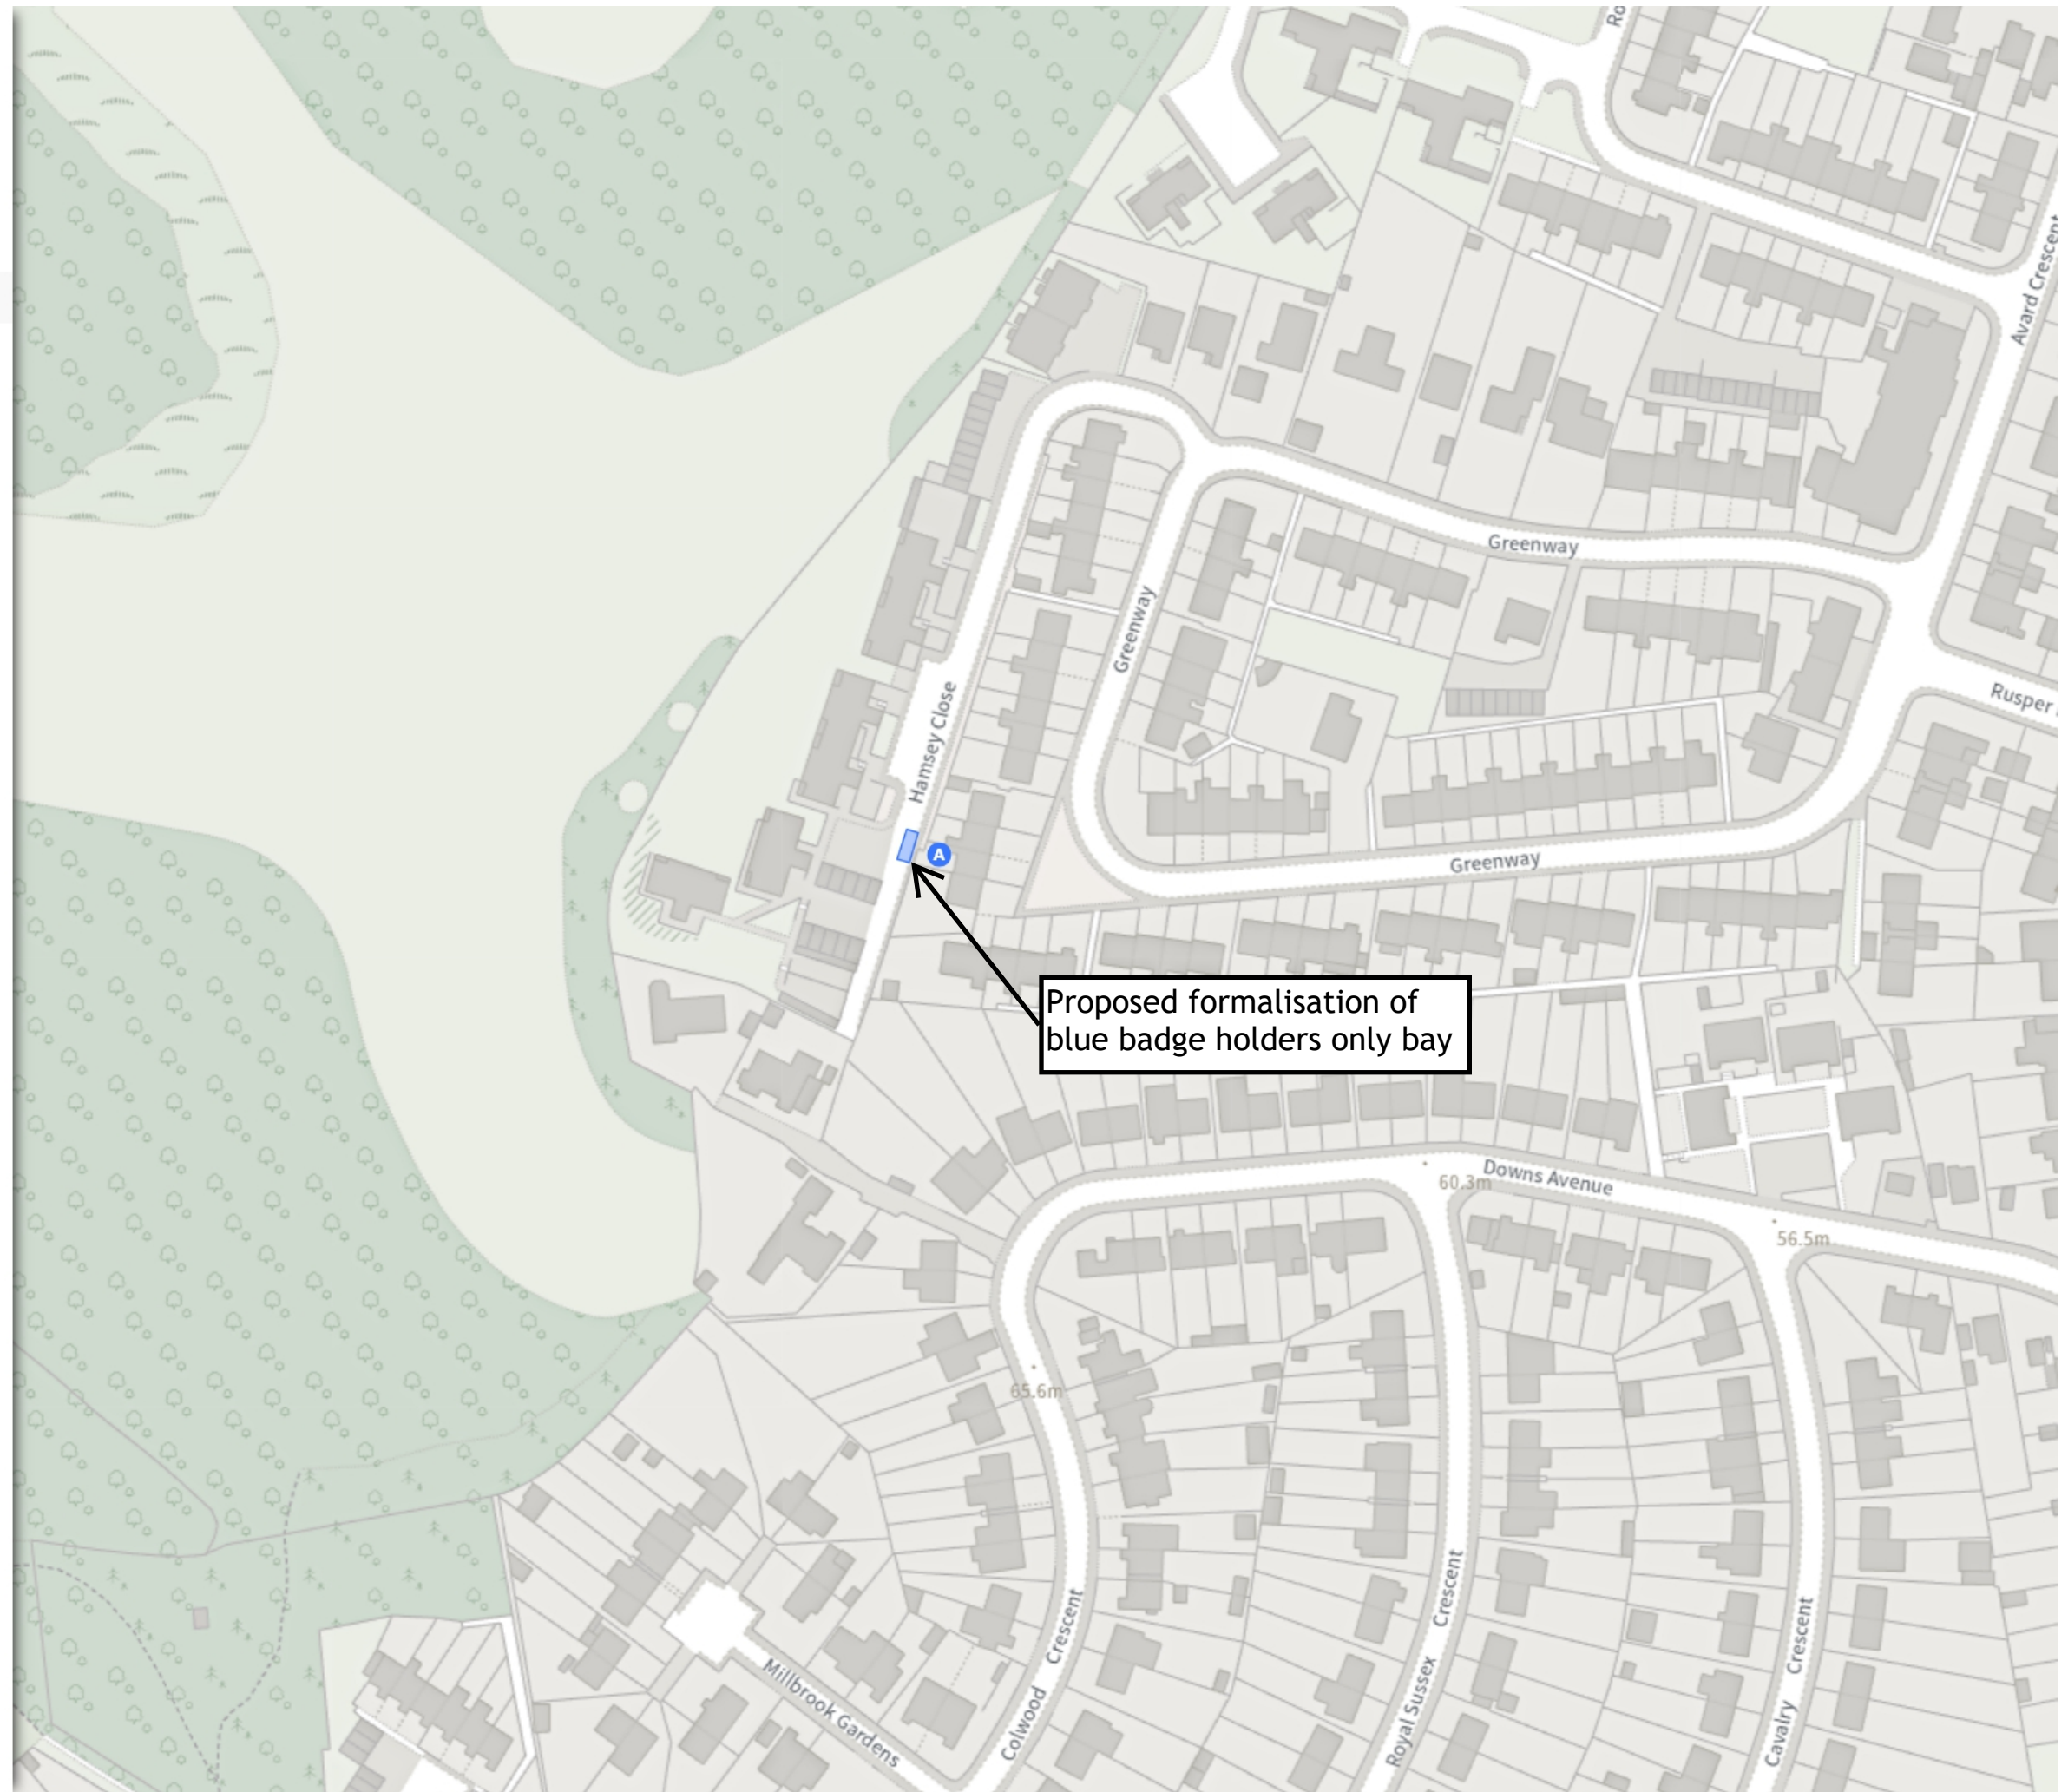 Ro
Avard Crescent
Greenway
Greenway
Rusper
Hamsey Close
A
Greenway
Proposed formalisation of
blue badge holders only bay
Downs Avenue
60.3m
56.5m
65.6m
Millbrook Gardens
Colwood Crescent
Royal Sussex Crescent
Cavalry Crescent